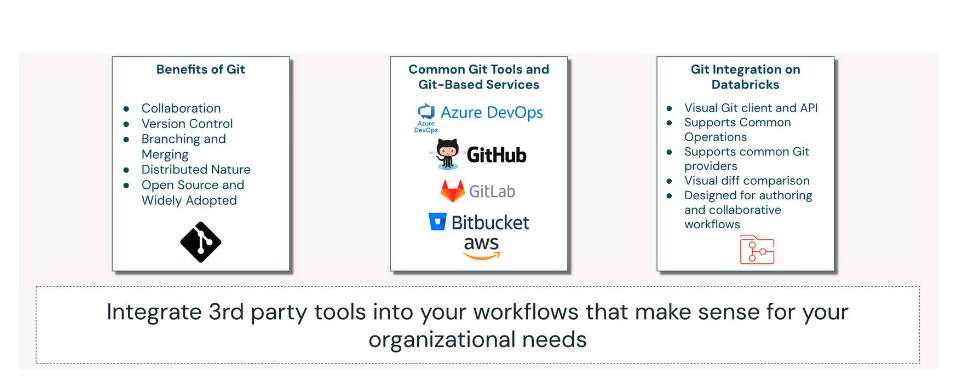 Benefits of Git
● Collaboration
● Version Control
● Branching and
Merging
● Distributed Nature
● Open Source and
Widely Adopted
Common Git Tools and
Git-Based Services
Azure DevOps
Azure
DevOps
GitHub
GitLab
Bitbucket
aws
Git Integration on
Databricks
● Visual Git client and API
● Supports Common
Operations
● Supports common Git
providers
● Visual diff comparison
● Designed for authoring
and collaborative
workflows
Integrate 3rd party tools into your workflows that make sense for your
organizational needs